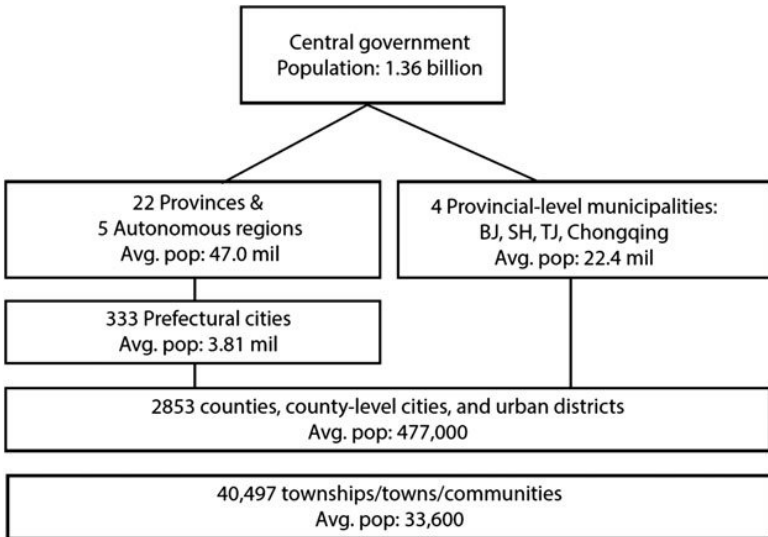 Central government
Population: 1.36 billion
22 Provinces &
5 Autonomous regions
Avg. pop: 47.0 mil
4 Provincial-level municipalities:
BJ, SH, TJ, Chongqing
Avg. pop: 22.4 mil
333 Prefectural cities
Avg. pop: 3.81 mil
2853 counties, county-level cities, and urban districts
Avg. pop: 477,000
40,497 townships/towns/communities
Avg. pop: 33,600